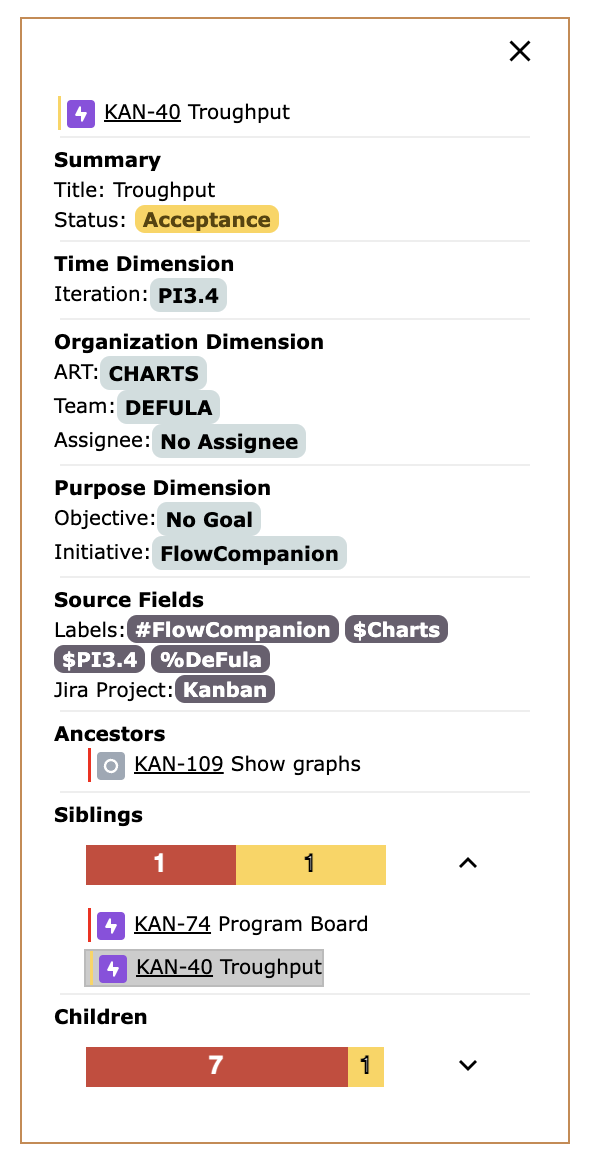 KAN-40 Troughput
Summary
Title: Troughput
Status: Acceptance
Time Dimension
Iteration: PI3.4
Organization Dimension
ART: CHARTS
Team: DEFULA
Assignee: No Assignee
Purpose Dimension
Objective: No Goal
Initiative: FlowCompanion
Source Fields
Labels: #FlowCompanion $Charts
$PI3.4 %DeFula
Jira Project: Kanban
Ancestors
KAN-109 Show graphs
Siblings
1 1
KAN-74 Program Board
KAN-40 Troughput
Children
7 1